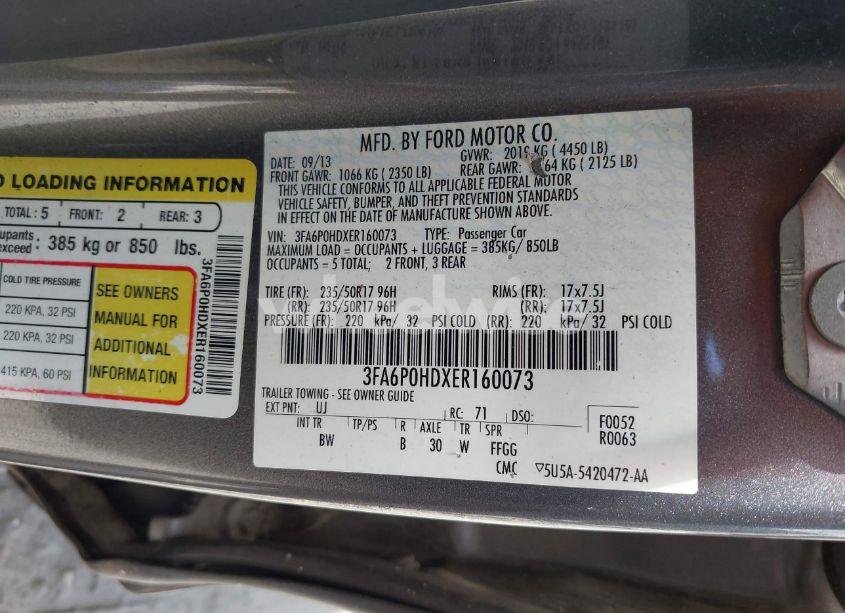 O LOADING INFORMATION
TOTAL : 5 FRONT: 2 REAR: 3
exceed : 385 kg or 850 lbs.
COLD TIRE PRESSURE
220 KPA, 32 PSI
220 KPA, 32 PSI
415 KPA, 60 PSI
SEE OWNERS
MANUAL FOR
ADDITIONAL
INFORMATION
3FA6P0HDXER160073
MFD. BY FORD MOTOR CO.
DATE: 09/13 GVWR: KG ( 4450 LB)
FRONT GAWR: 1066 KG ( 2350 LB) REAR GAWR: 64 KG ( 2125 LB)
THIS VEHICLE CONFORMS TO ALL APPLICABLE FEDERAL MOTOR
VEHICLE SAFETY, BUMPER, AND THEFT PREVENTION STANDARDS
IN EFFECT ON THE DATE OF MANUFACTURE SHOWN ABOVE.
VIN: 3FA6P0HDXER160073 TYPE: Passenger Car
MAXIMUM LOAD = OCCUPANTS + LUGGAGE = 385KG/ 850LB
OCCUPANTS = 5 TOTAL; 2 FRONT, 3 REAR
TIRE (FR): 235/50R17 96H RIMS (FR): 17x7.5J
(RR): 235/50R17 96H (RR): 17x7.5J
PRESSURE (FR): 220 kPa/ 32 PSI COLD (RR): 220 kPa/ 32 PSI COLD
3FA6P0HDXER160073
TRAILER TOWING - SEE OWNER GUIDE
EXT PNT: UJ RC: 71 DSO:
INT TR TP/PS R AXLE TR SPR
BW B 30 W FFGG
F0052
R0063
CMC ▽5U5A-5420472-AA